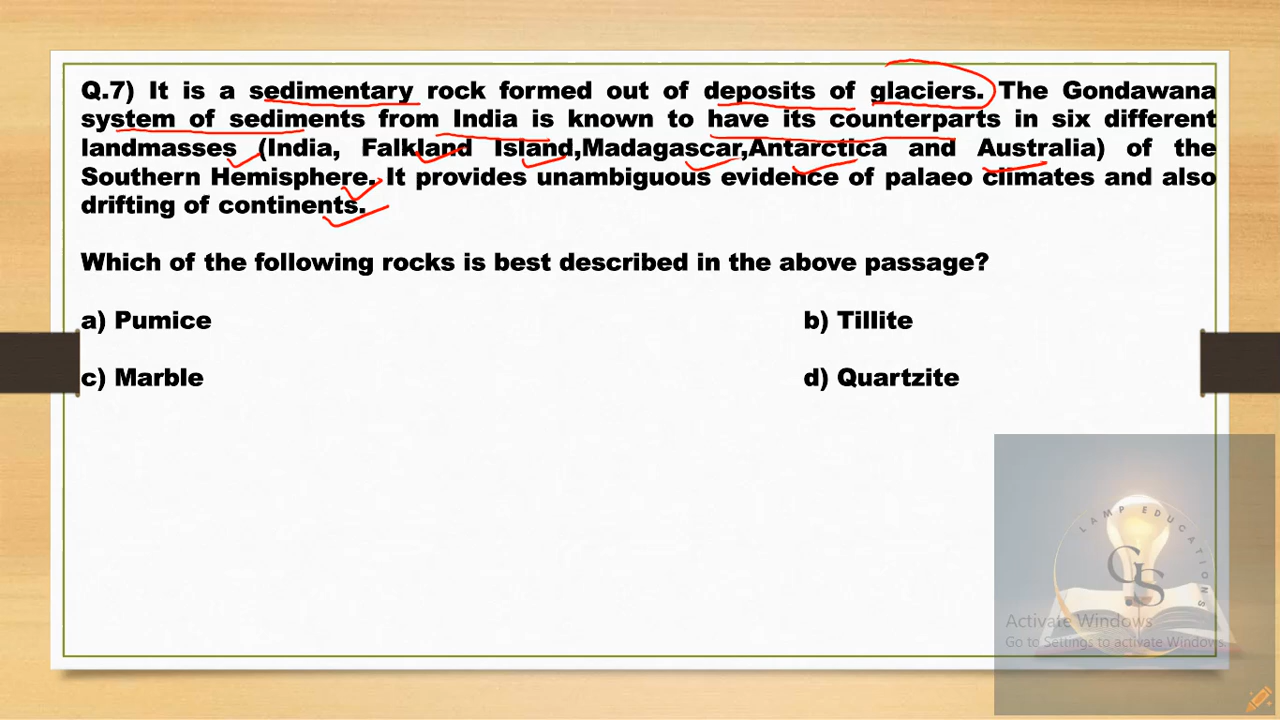 Q.7) It is a sedimentary rock formed out of deposits of glaciers. The Gondawana
system of sediments from India is known to have its counterparts in six different
landmasses (India, Falkland Island,Madagascar,Antarctica and Australia) of the
Southern Hemisphere. It provides unambiguous evidence of palaeo climates and also
drifting of continents.
Which of the following rocks is best described in the above passage?
a) Pumice b) Tillite
c) Marble d) Quartzite
LAMP EDUCATIONS
GS
Activate Windows
Go to Settings to activate Windows.